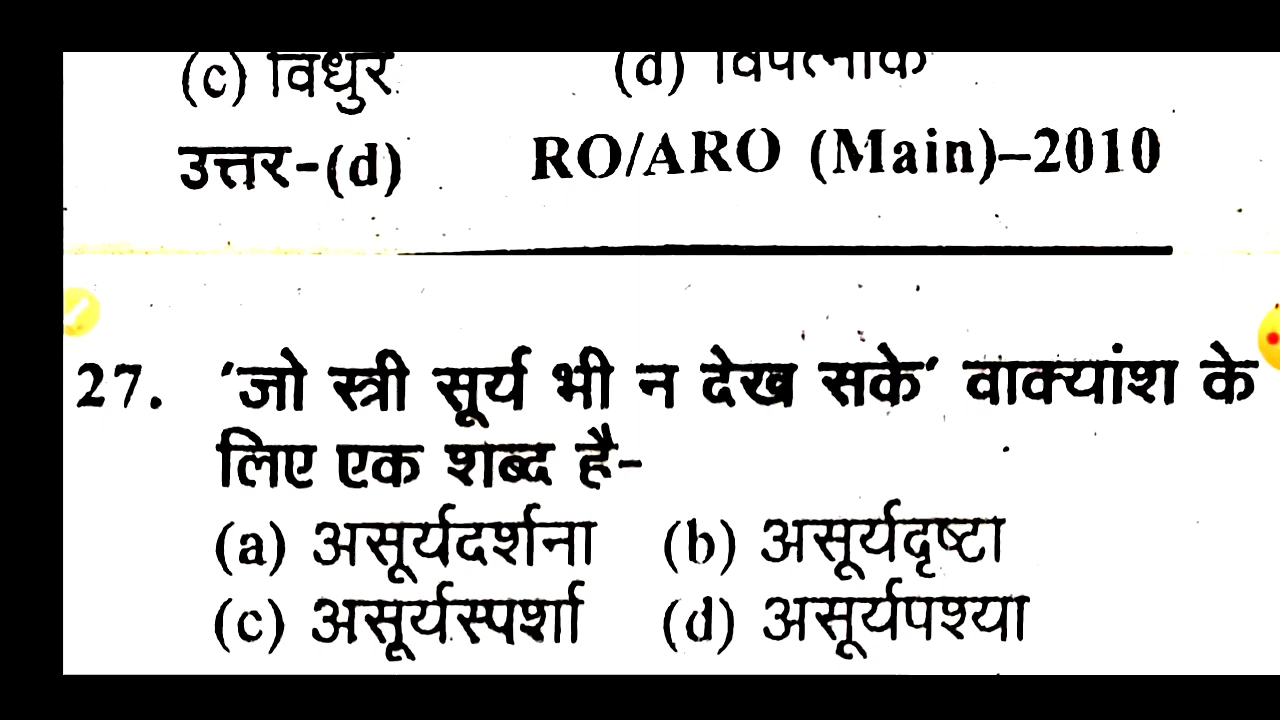 (c) विधुर (d) विपत्नीक
उत्तर-(d) RO/ARO (Main)–2010
27. 'जो स्त्री सूर्य भी न देख सके' वाक्यांश के
लिए एक शब्द है-
(a) असूर्यदर्शना (b) असूर्यदृष्टा
(c) असूर्यस्पर्शा (d) असूर्यपश्या